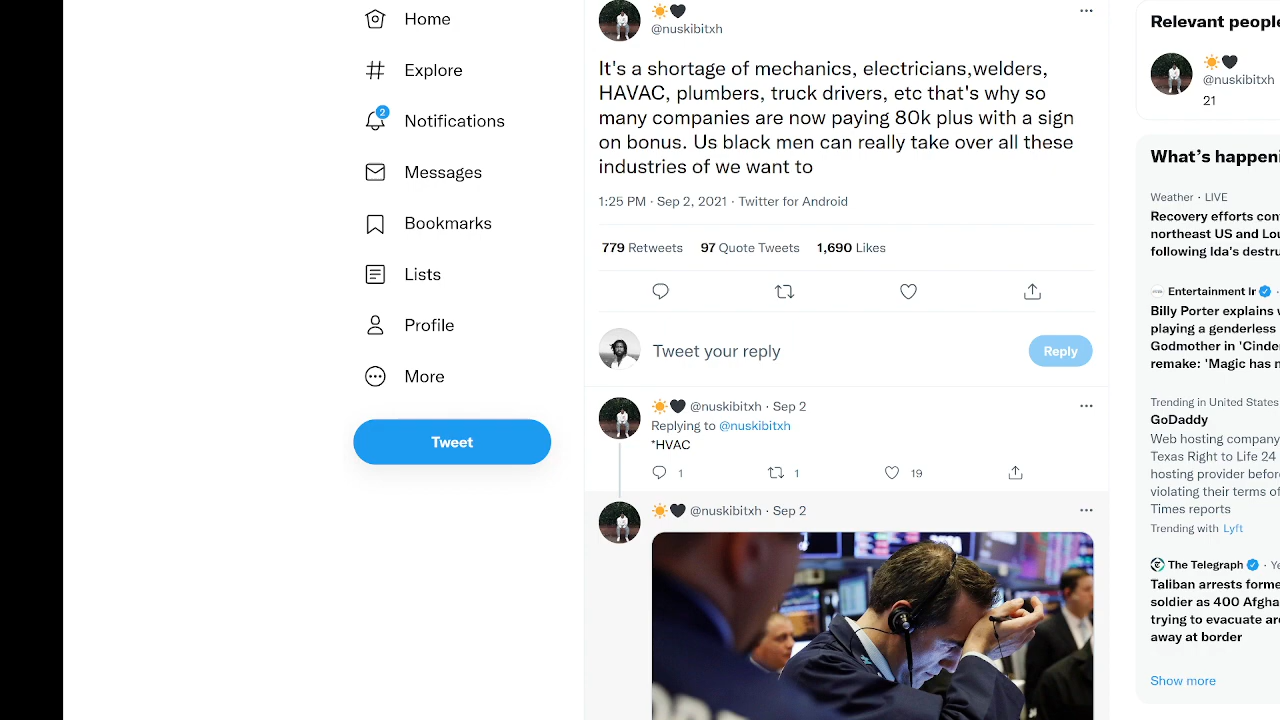 Home
Explore
2
Notifications
Messages
Bookmarks
Lists
Profile
More
Tweet
@nuskibitxh
It's a shortage of mechanics, electricians,welders,
HAVAC, plumbers, truck drivers, etc that's why so
many companies are now paying 80k plus with a sign
on bonus. Us black men can really take over all these
industries of we want to
1:25 PM · Sep 2, 2021 · Twitter for Android
779 Retweets 97 Quote Tweets 1,690 Likes
Tweet your reply
Reply
@nuskibitxh · Sep 2
Replying to @nuskibitxh
*HVAC
1 1 19
@nuskibitxh · Sep 2
Relevant people
@nuskibitxh
21
What's happeni
Weather · LIVE
Recovery efforts con
northeast US and Lou
following Ida's destru
Entertainment Ir ·
Billy Porter explains w
playing a genderless
Godmother in 'Cinde
remake: 'Magic has n
Trending in United States
GoDaddy
Web hosting company
Texas Right to Life 24
hosting provider befor
violating their terms of
Times reports
Trending with Lyft
The Telegraph · Ye
Taliban arrests forme
soldier as 400 Afgha
trying to evacuate are
away at border
Show more